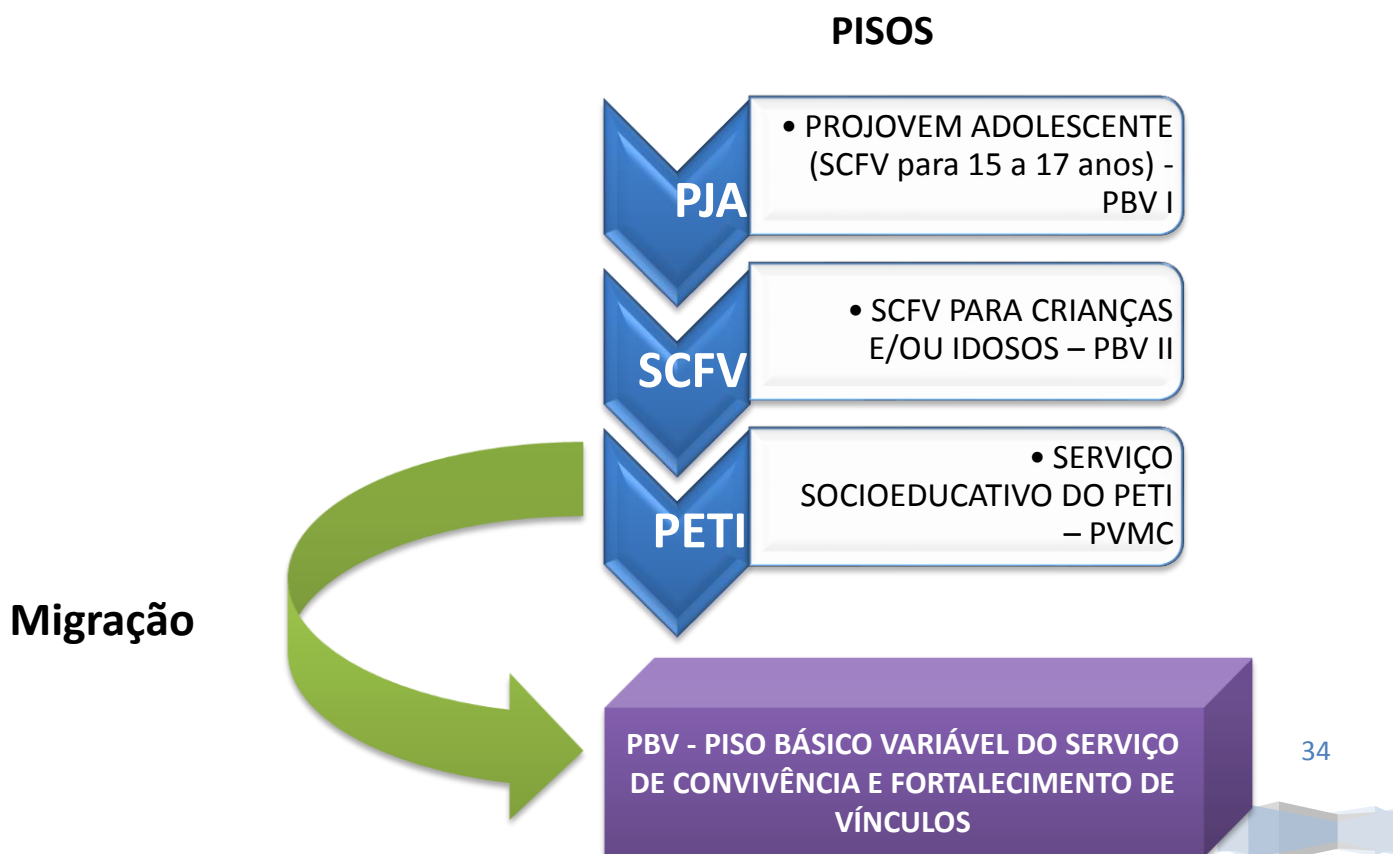 PISOS
PJA
• PROJOVEM ADOLESCENTE
(SCFV para 15 a 17 anos) -
PBV I
SCFV
• SCFV PARA CRIANÇAS
E/OU IDOSOS – PBV II
PETI
• SERVIÇO
SOCIOEDUCATIVO DO PETI
– PVMC
Migração
PBV - PISO BÁSICO VARIÁVEL DO SERVIÇO
DE CONVIVÊNCIA E FORTALECIMENTO DE
VÍNCULOS
34